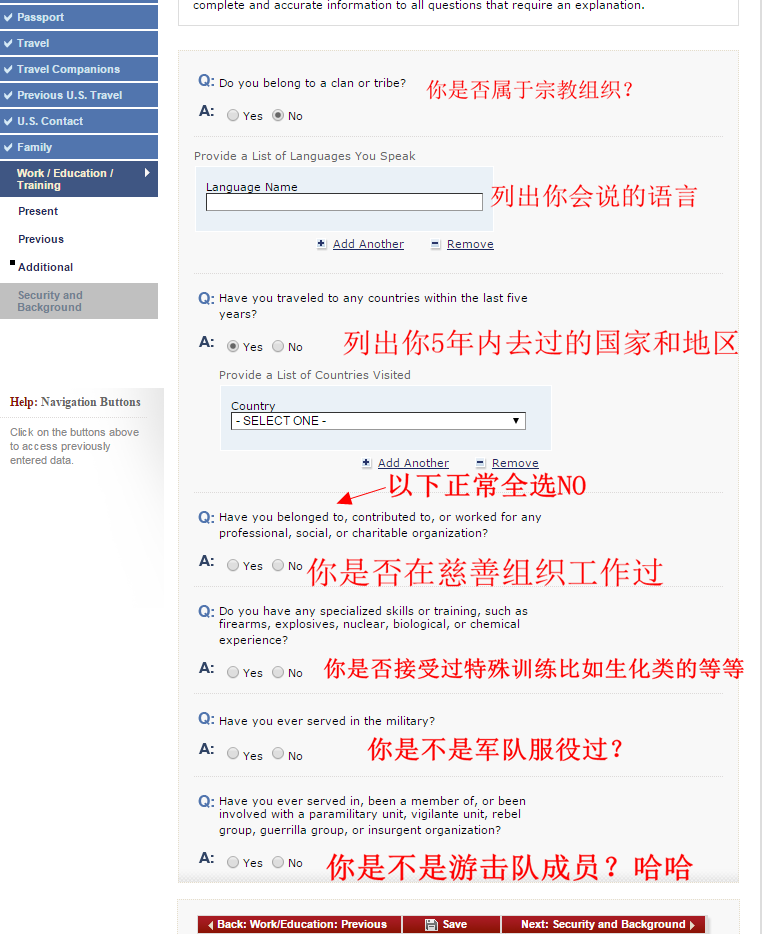 complete and accurate information to all questions that require an explanation.
Passport
Travel
Travel Companions
Previous U.S. Travel
U.S. Contact
Family
Work / Education /
Training
Present
Previous
Additional
Security and
Background
Help: Navigation Buttons
Click on the buttons above
to access previously
entered data.
Q: Do you belong to a clan or tribe?
你是否属于宗教组织?
A: Yes No
Provide a List of Languages You Speak
Language Name
列出你会说的语言
Add Another Remove
Q: Have you traveled to any countries within the last five
years?
A: Yes No
列出你5年内去过的国家和地区
Provide a List of Countries Visited
Country
- SELECT ONE -
Add Another Remove
以下正常全选NO
Q: Have you belonged to, contributed to, or worked for any
professional, social, or charitable organization?
A: Yes No
你是否在慈善组织工作过
Q: Do you have any specialized skills or training, such as
firearms, explosives, nuclear, biological, or chemical
experience?
A: Yes No
你是否接受过特殊训练比如生化类的等等
Q: Have you ever served in the military?
A: Yes No
你是不是军队服役过?
Q: Have you ever served in, been a member of, or been
involved with a paramilitary unit, vigilante unit, rebel
group, guerrilla group, or insurgent organization?
A: Yes No
你是不是游击队成员? 哈哈
Back: Work/Education: Previous Save Next: Security and Background